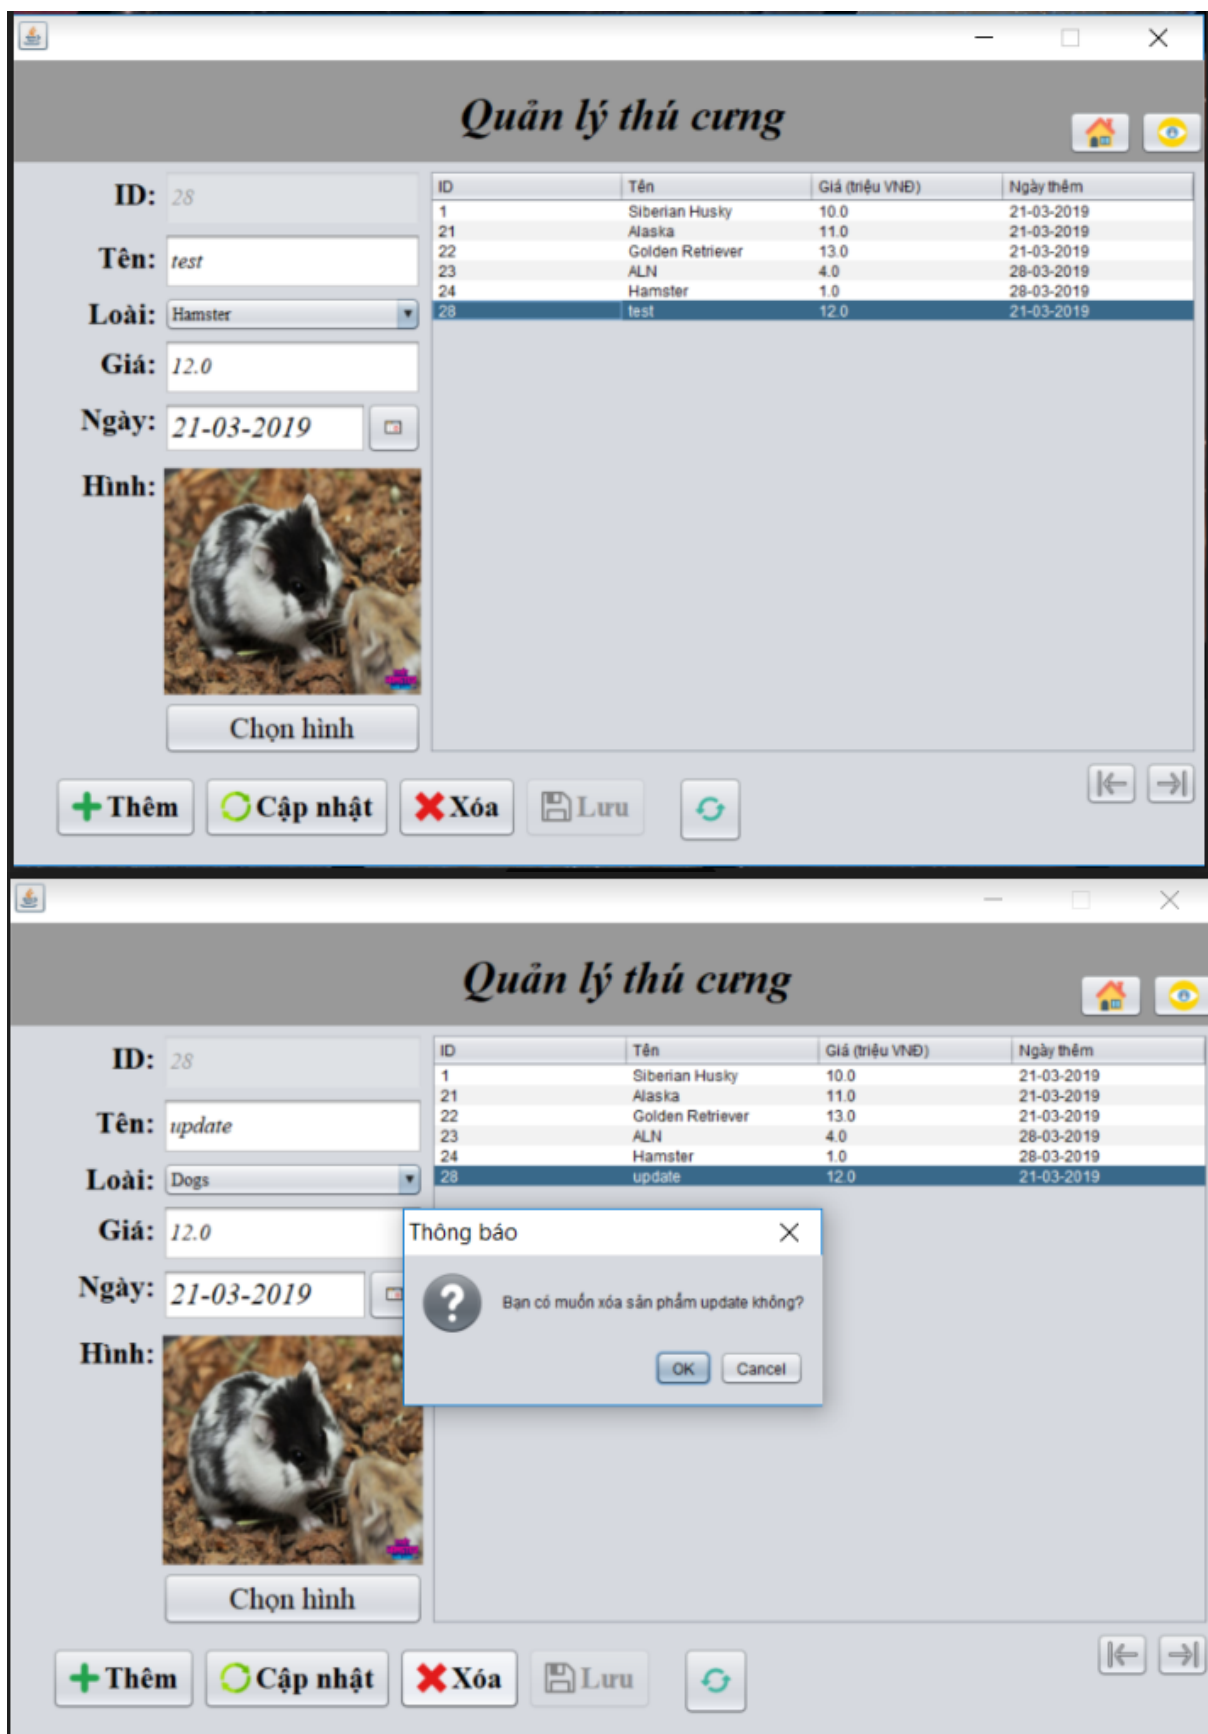 Quản lý thú cưng
ID: 28
Tên: test
Loài: Hamster
Giá: 12.0
Ngày: 21-03-2019
Hình:
Chọn hình
ID Tên Giá (triệu VNĐ) Ngày thêm
1 Siberian Husky 10.0 21-03-2019
21 Alaska 11.0 21-03-2019
22 Golden Retriever 13.0 21-03-2019
23 ALN 4.0 28-03-2019
24 Hamster 1.0 28-03-2019
28 test 12.0 21-03-2019
Thêm Cập nhật Xóa Lưu
Quản lý thú cưng
ID: 28
Tên: update
Loài: Dogs
Giá: 12.0
Ngày: 21-03-2019
Hình:
Chọn hình
ID Tên Giá (triệu VNĐ) Ngày thêm
1 Siberian Husky 10.0 21-03-2019
21 Alaska 11.0 21-03-2019
22 Golden Retriever 13.0 21-03-2019
23 ALN 4.0 28-03-2019
24 Hamster 1.0 28-03-2019
28 update 12.0 21-03-2019
Thông báo
Bạn có muốn xóa sản phẩm update không?
OK Cancel
Thêm Cập nhật Xóa Lưu